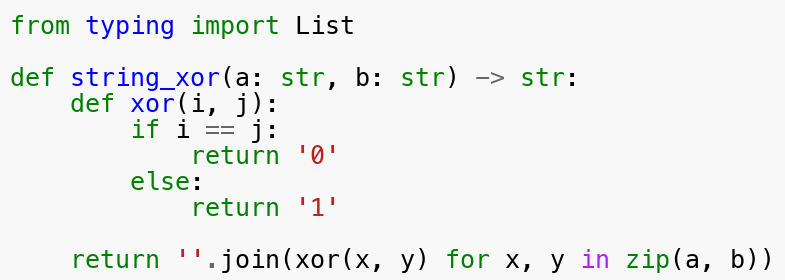 from typing import List

def string_xor(a: str, b: str) -> str:
    def xor(i, j):
        if i == j:
            return '0'
        else:
            return '1'

    return ''.join(xor(x, y) for x, y in zip(a, b))